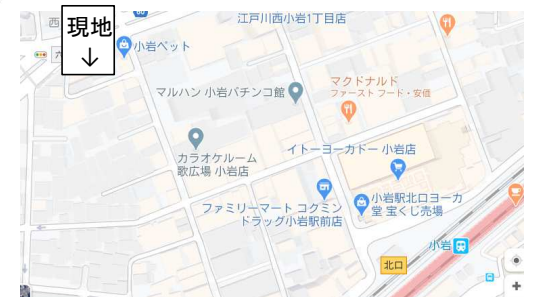 江戸川西小岩1丁目店
西
現地
↓
六
小岩ペット
マルハン 小岩パチンコ館
マクドナルド
ファースト フード・安価
カラオケルーム
歌広場 小岩店
イトーヨーカドー 小岩店
ファミリーマート コクミン
ドラッグ小岩駅前店
小岩駅北口ヨーカ
堂 宝くじ売場
小岩
北口
+